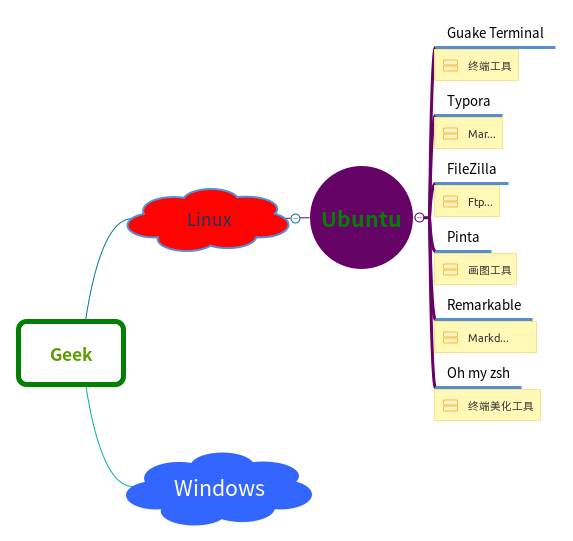 Guake Terminal
终端工具
Typora
Mar...
FileZilla
Ftp...
Linux
Ubuntu
Pinta
画图工具
Remarkable
Markd...
Geek
Oh my zsh
终端美化工具
Windows